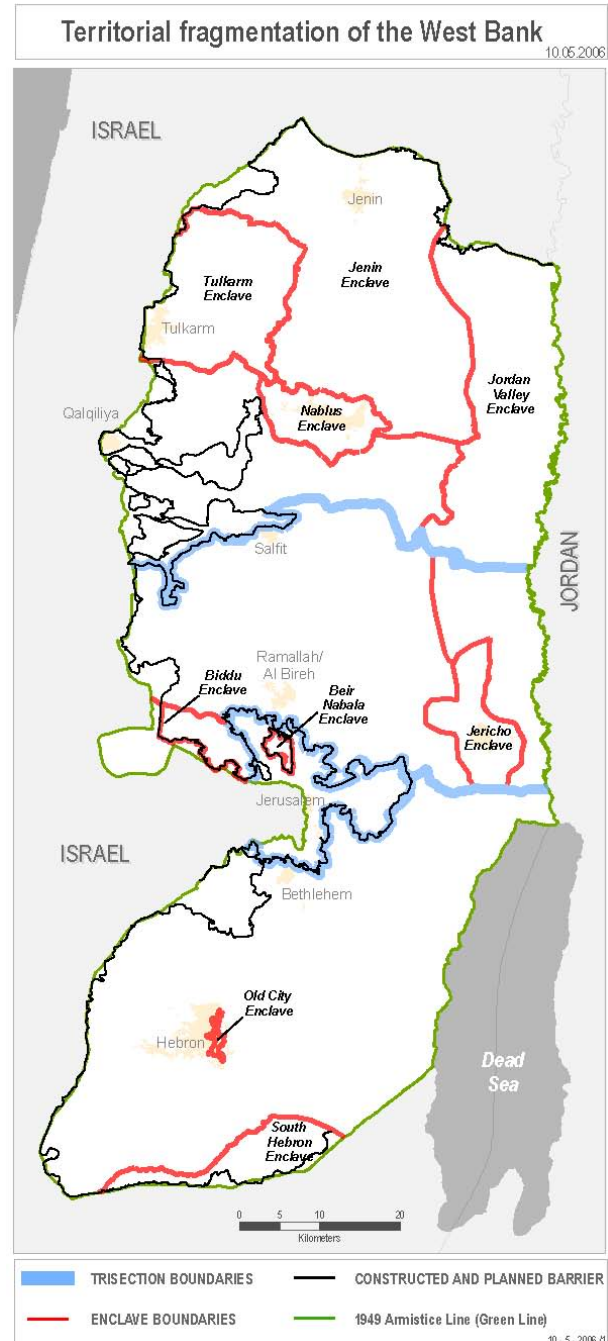 Territorial fragmentation of the West Bank
10.05.2006
ISRAEL
Jenin
Tulkarm
Enclave
Jenin
Enclave
Tulkarm
Jordan
Valley
Enclave
Qalqiliya
Nablus
Enclave
Salfit
JORDAN
Ramallah/
Al Bireh
Biddu
Enclave
Beir
Nabala
Enclave
Jericho
Enclave
Jerusalem
ISRAEL
Bethlehem
Old City
Enclave
Hebron
Dead
Sea
South
Hebron
Enclave
0 5 10 20
Kilometers
TRISECTION BOUNDARIES
CONSTRUCTED AND PLANNED BARRIER
ENCLAVE BOUNDARIES
1949 Armistice Line (Green Line)